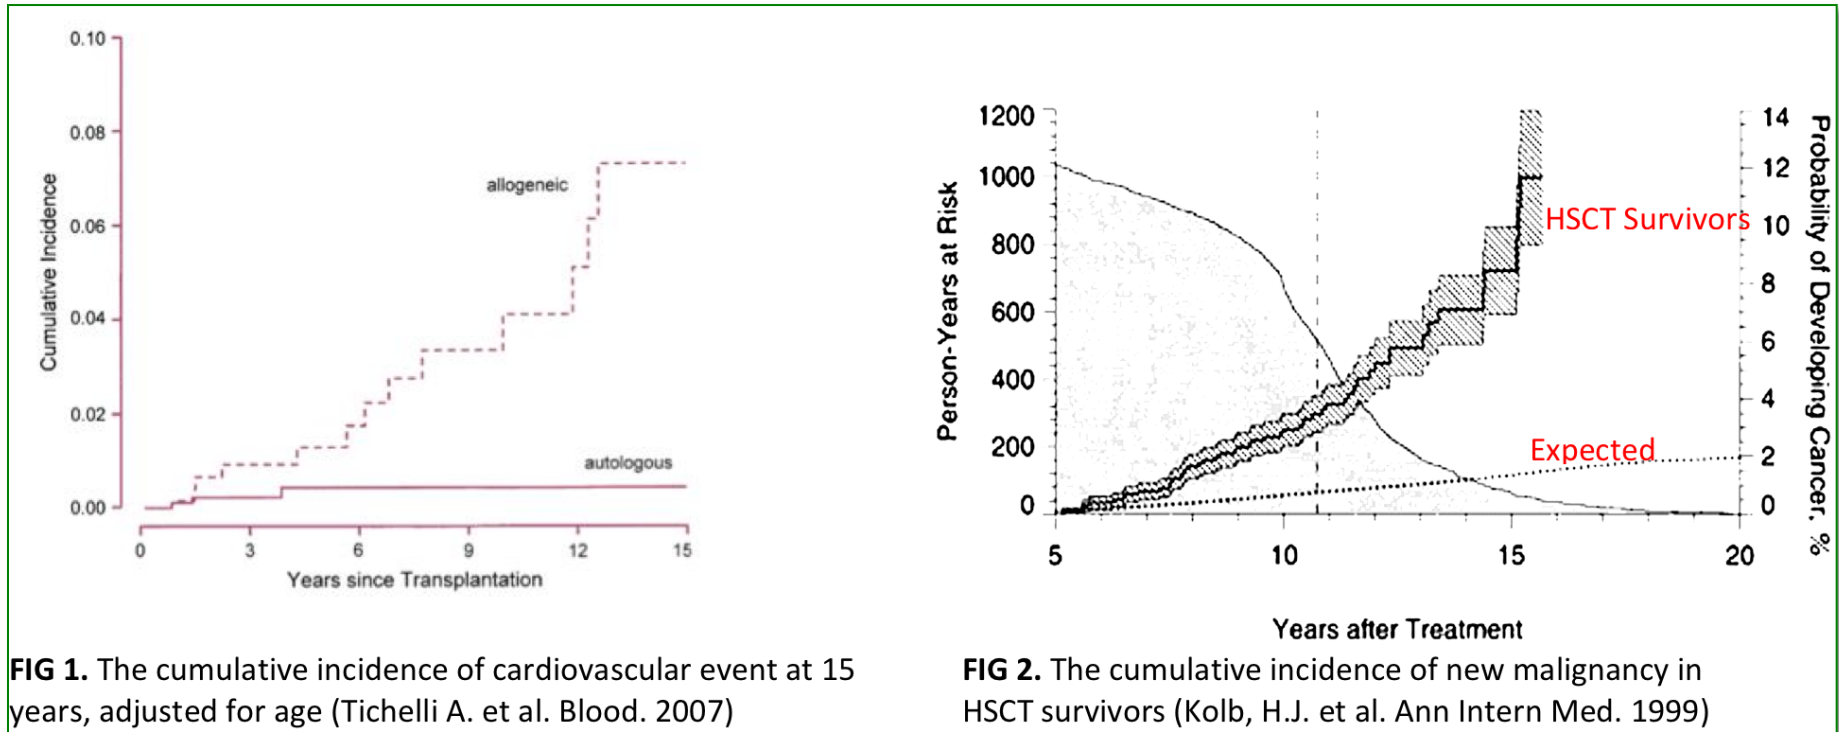 0.10
0.08
0.06
0.04
0.02
0.00
Cumulative Incidence
allogeneic
autologous
0 3 6 9 12 15
Years since Transplantation
FIG 1. The cumulative incidence of cardiovascular event at 15
years, adjusted for age (Tichelli A. et al. Blood. 2007)
1200
1000
800
600
400
200
0
Person-Years at Risk
14
12
10
8
6
4
2
0
Probability of Developing Cancer, %
HSCT Survivors
Expected
5 10 15 20
Years after Treatment
FIG 2. The cumulative incidence of new malignancy in
HSCT survivors (Kolb, H.J. et al. Ann Intern Med. 1999)